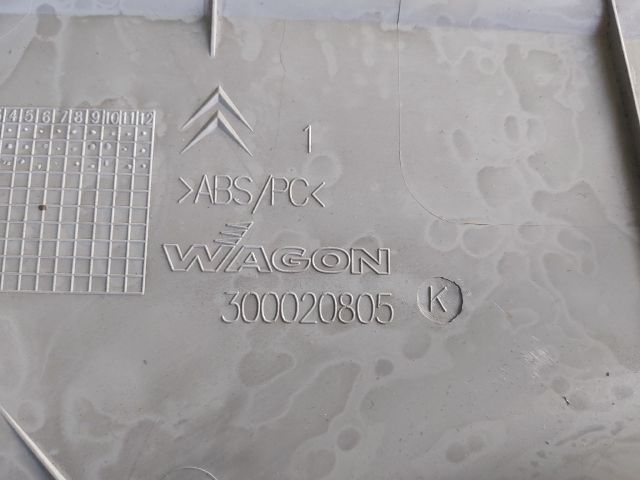 4 5 6 7 8 9 10 11 12
1
>ABS/PC<
WAGON
300020805 K